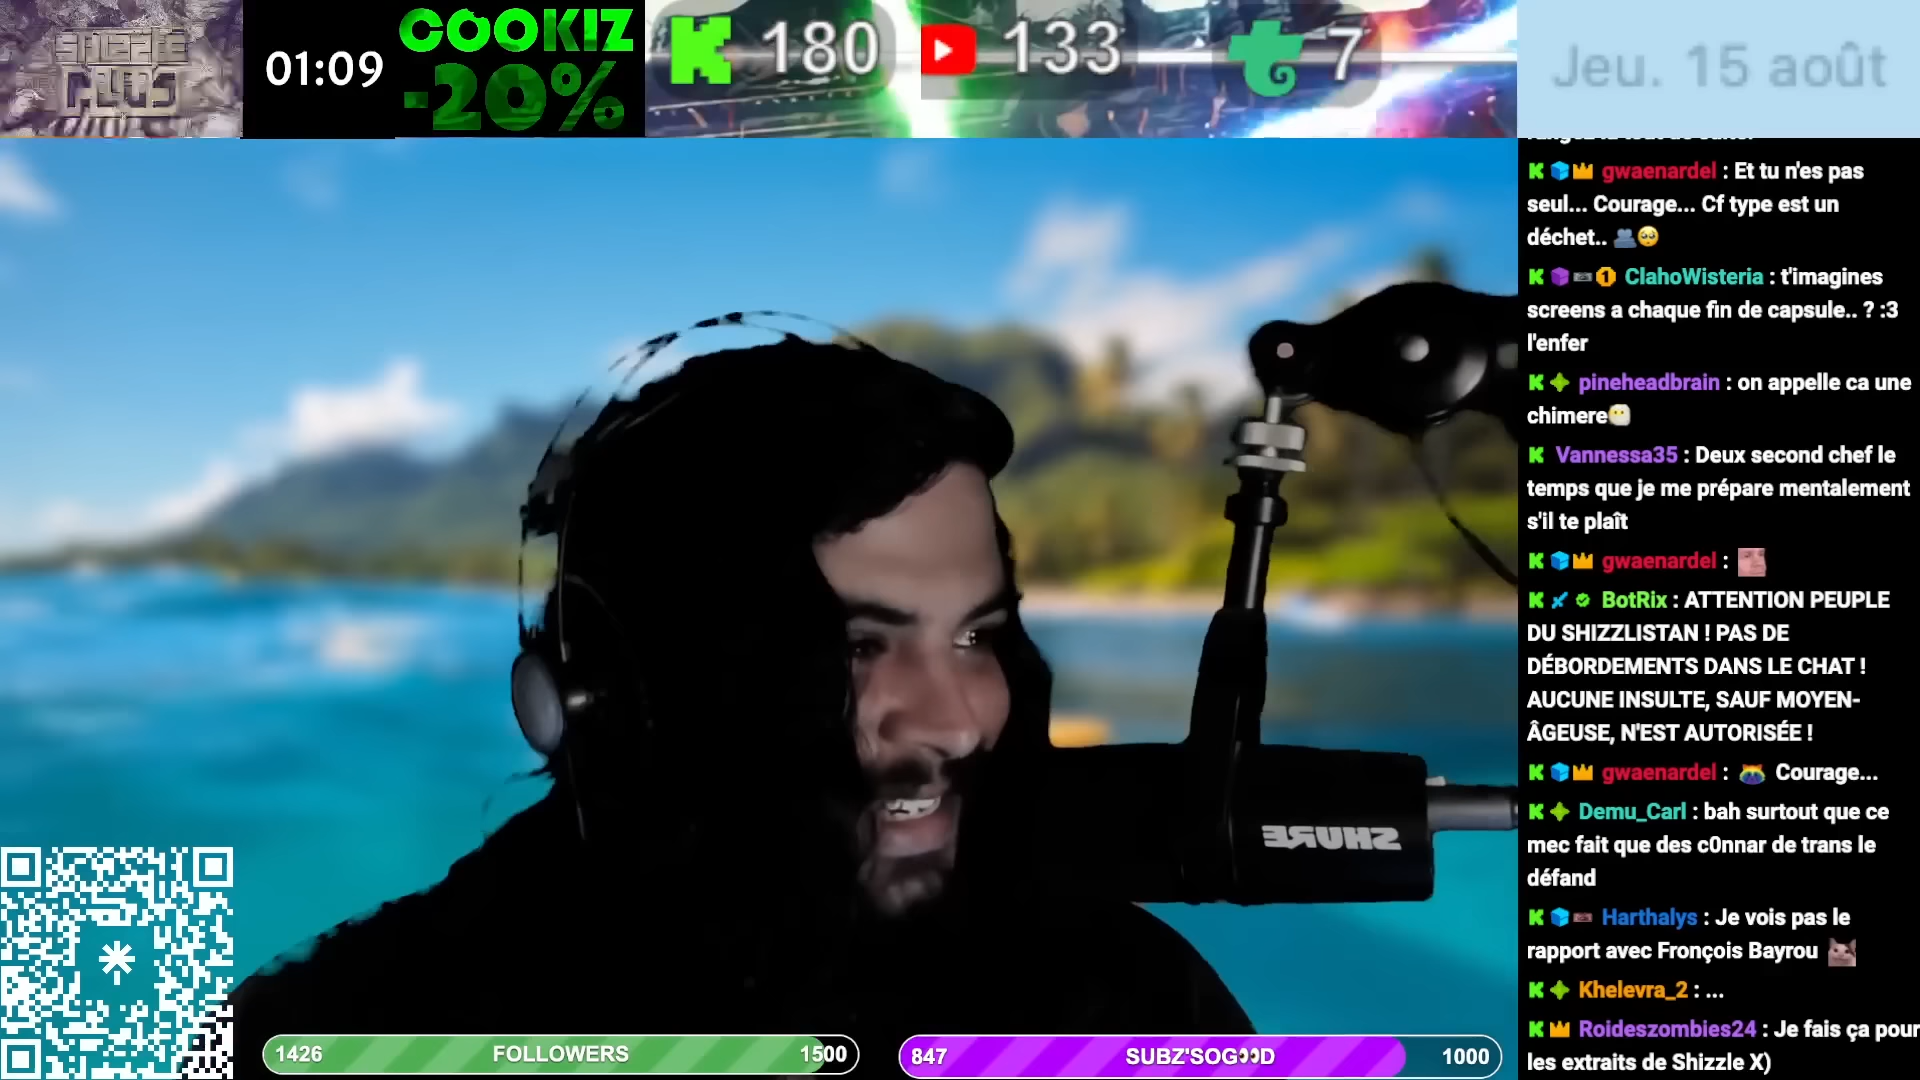 SHIZZLE
PLUS
01:09
COOKIZ
-20%
180
133
7
Jeu. 15 août
gwaenardel : Et tu n'es pas
seul... Courage... Cf type est un
déchet.. 👥🥺
ClahoWisteria : t'imagines
screens a chaque fin de capsule.. ? :3
l'enfer
pineheadbrain : on appelle ca une
chimere
Vannessa35 : Deux second chef le
temps que je me prépare mentalement
s'il te plaît
gwaenardel :
BotRix : ATTENTION PEUPLE
DU SHIZZLISTAN ! PAS DE
DÉBORDEMENTS DANS LE CHAT !
AUCUNE INSULTE, SAUF MOYEN-
ÂGEUSE, N'EST AUTORISÉE !
gwaenardel : Courage...
Demu_Carl : bah surtout que ce
mec fait que des c0nnar de trans le
défand
Harthalys : Je vois pas le
rapport avec Fronçois Bayrou
Khelevra_2 : ...
Roideszombies24 : Je fais ça pour
les extraits de Shizzle X)
SHURE
1426 FOLLOWERS 1500
847 SUBZ'SOG👀D 1000